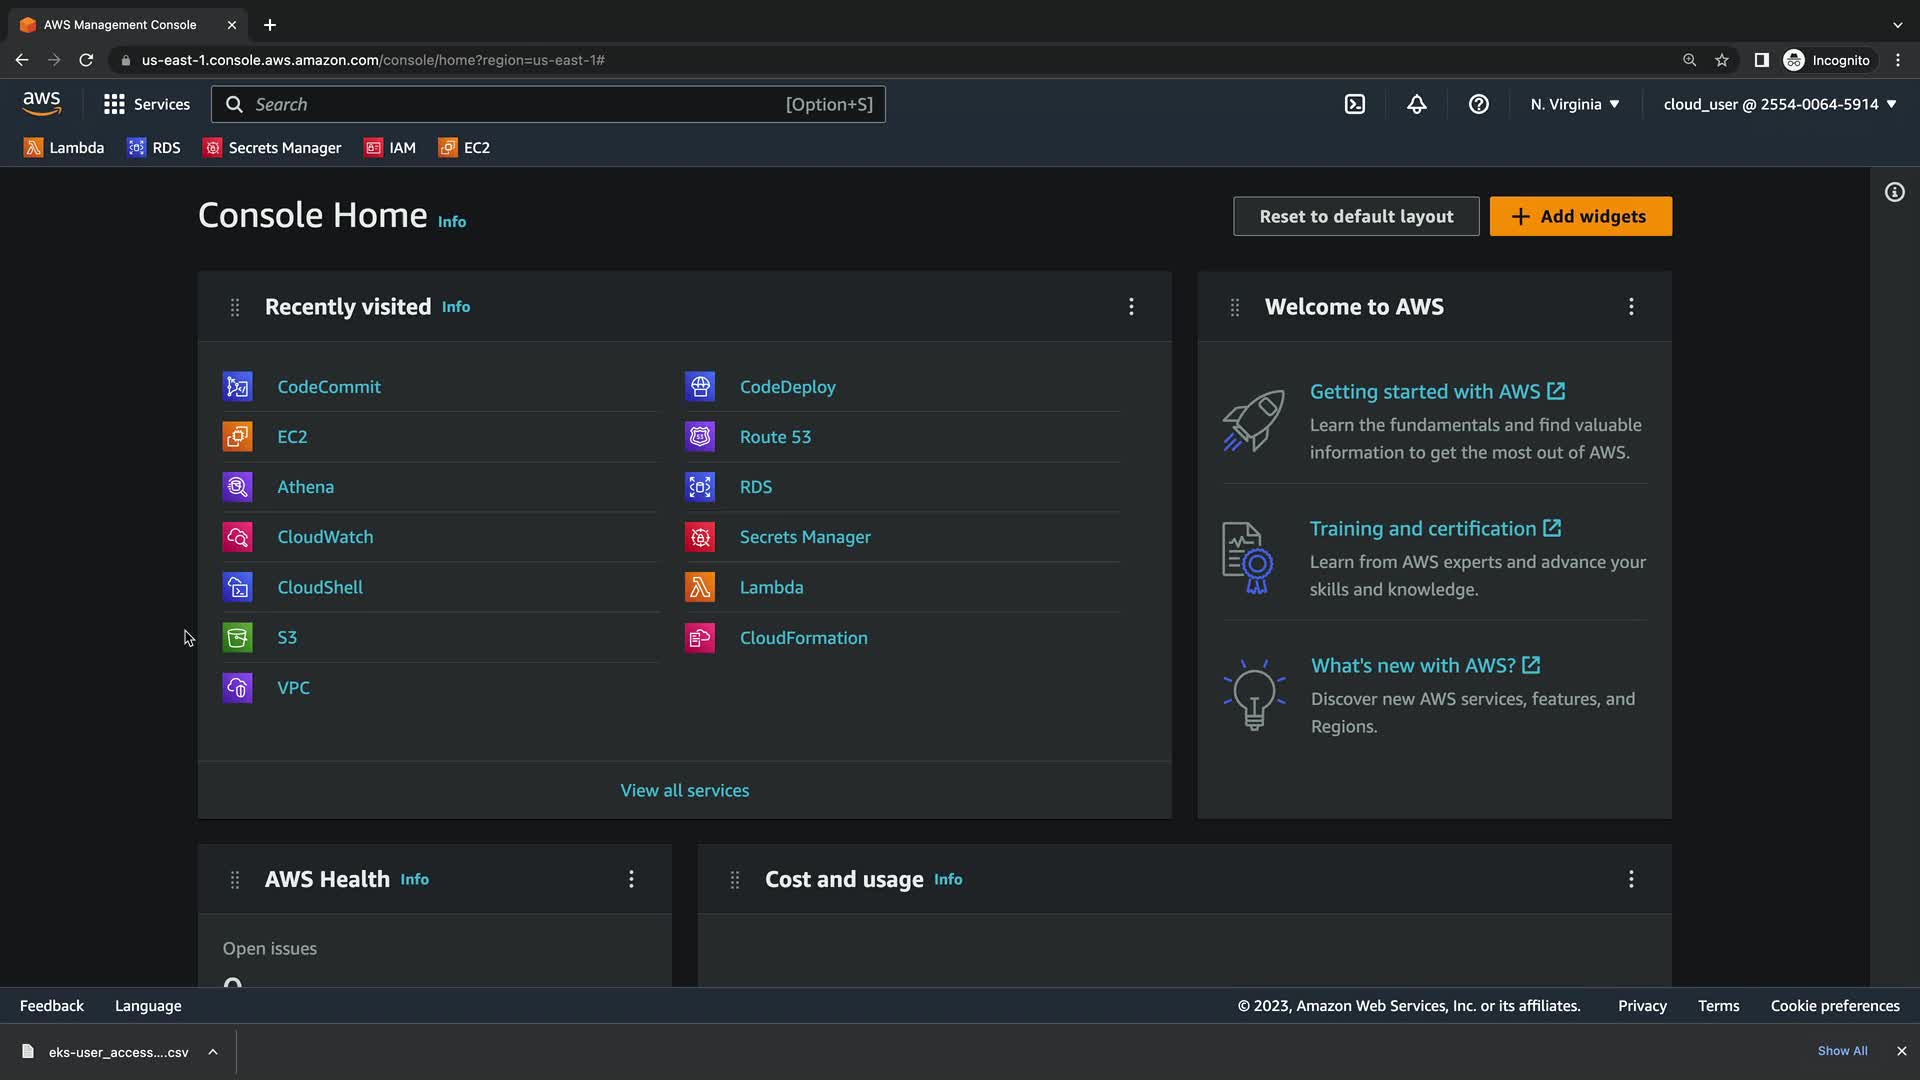 AWS Management Console
us-east-1.console.aws.amazon.com/console/home?region=us-east-1#
Incognito
aws
Services
Search
[Option+S]
N. Virginia
cloud_user @ 2554-0064-5914
Lambda
RDS
Secrets Manager
IAM
EC2
Console Home Info
Reset to default layout
Add widgets
Recently visited Info
CodeCommit
EC2
Athena
CloudWatch
CloudShell
S3
VPC
CodeDeploy
Route 53
RDS
Secrets Manager
Lambda
CloudFormation
View all services
Welcome to AWS
Getting started with AWS
Learn the fundamentals and find valuable
information to get the most out of AWS.
Training and certification
Learn from AWS experts and advance your
skills and knowledge.
What's new with AWS?
Discover new AWS services, features, and
Regions.
AWS Health Info
Open issues
Cost and usage Info
Feedback
Language
© 2023, Amazon Web Services, Inc. or its affiliates.
Privacy
Terms
Cookie preferences
eks-user_access....csv
Show All